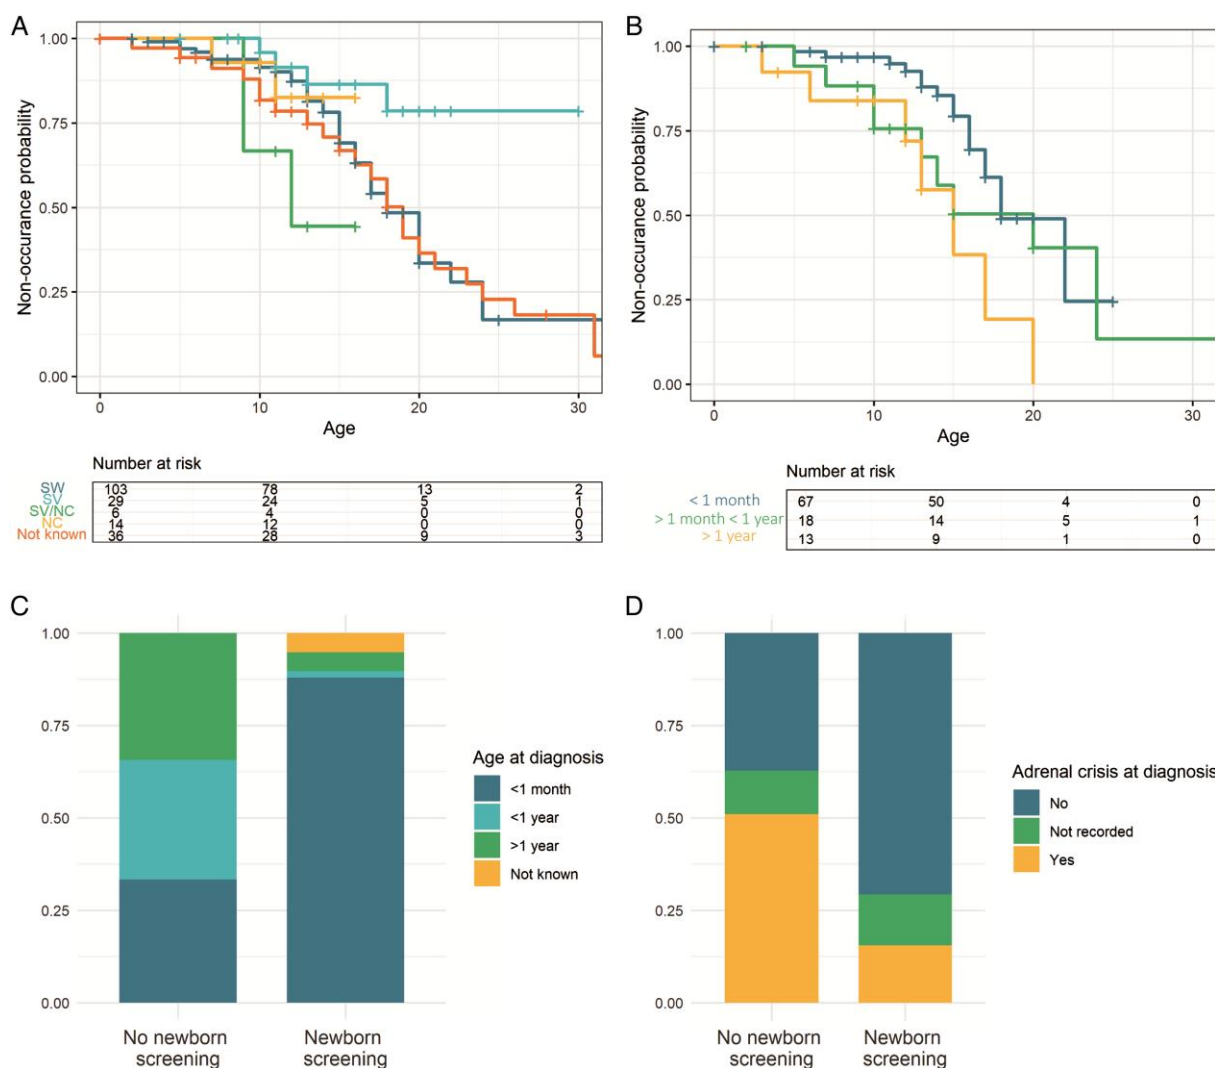 A
1.00
0.75
0.50
0.25
0.00
Non-occurance probability
0
10
20
30
Age
Number at risk
SW 103 78 13 2
SV 29 24 5 1
SV/NC 6 4 0 0
NC 14 12 0 0
Not known 36 28 9 3
B
1.00
0.75
0.50
0.25
0.00
Non-occurance probability
0
10
20
30
Age
Number at risk
< 1 month 67 50 4 0
> 1 month < 1 year 18 14 5 1
> 1 year 13 9 1 0
C
1.00
0.75
0.50
0.25
0.00
No newborn
screening
Newborn
screening
Age at diagnosis
<1 month
<1 year
>1 year
Not known
D
1.00
0.75
0.50
0.25
0.00
No newborn
screening
Newborn
screening
Adrenal crisis at diagnosis
No
Not recorded
Yes